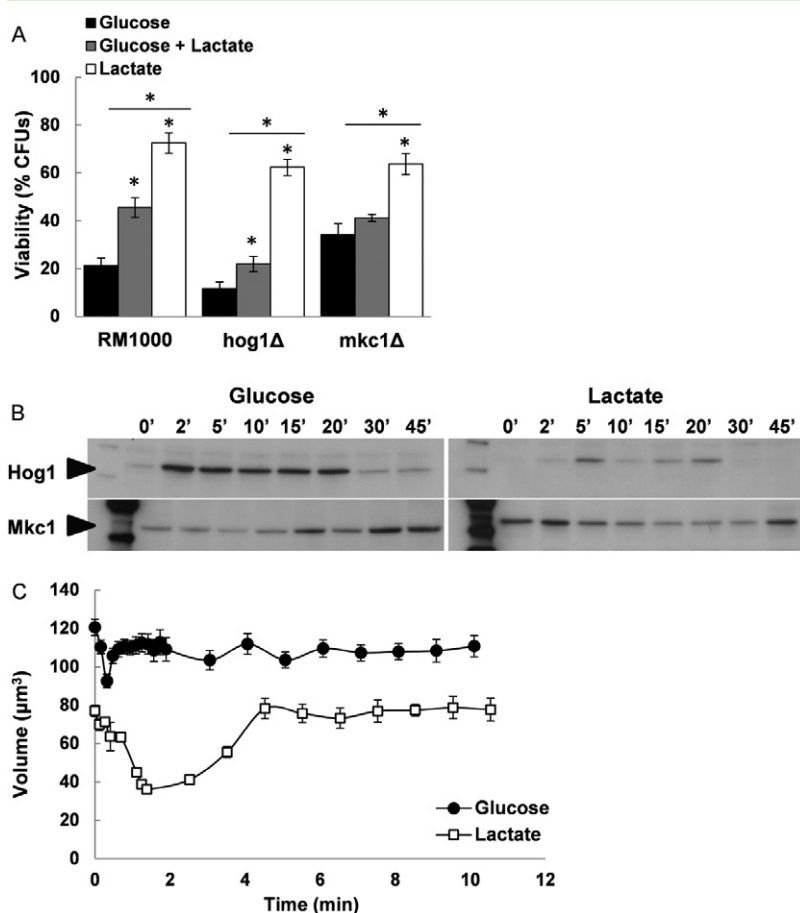 A
Glucose
Glucose + Lactate
Lactate
Viability (% CFUs)
100
80
60
40
20
0
* * *
* * *
* *
RM1000 hog1Δ mkc1Δ
B
Glucose Lactate
0' 2' 5' 10' 15' 20' 30' 45' 0' 2' 5' 10' 15' 20' 30' 45'
Hog1
Mkc1
C
Volume (µm³)
140
120
100
80
60
40
20
0
Glucose
Lactate
0 2 4 6 8 10 12
Time (min)